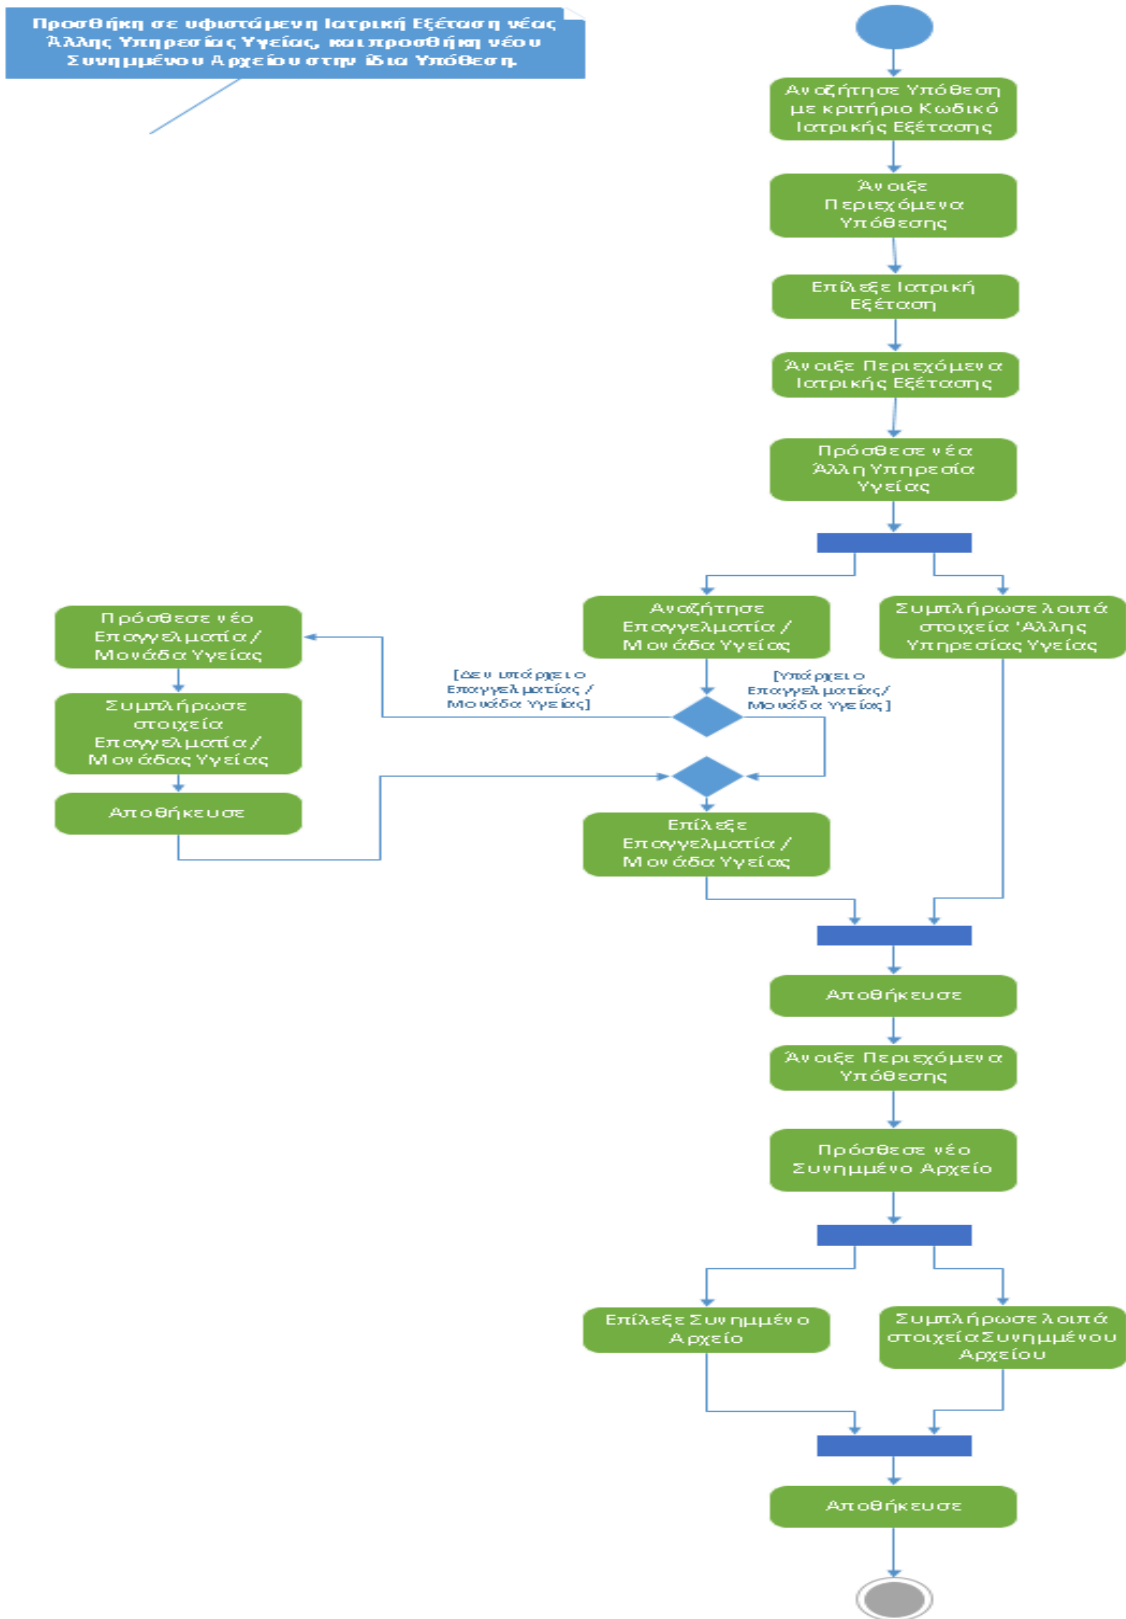 Προσθήκη σε υφιστάμενη Ιατρική Εξέταση νέας
Άλλης Υπηρεσίας Υγείας, και προσθήκη νέου
Συνημμένου Αρχείου στην ίδια Υπόθεση.
Αναζήτησε Υπόθεση
με κριτήριο Κωδικό
Ιατρικής Εξέτασης
Άνοιξε
Περιεχόμενα
Υπόθεσης
Επίλεξε Ιατρική
Εξέταση
Άνοιξε Περιεχόμενα
Ιατρικής Εξέτασης
Πρόσθεσε νέα
Άλλη Υπηρεσία
Υγείας
Αναζήτησε
Επαγγελματία /
Μονάδα Υγείας
Συμπλήρωσε λοιπά
στοιχεία 'Άλλης
Υπηρεσίας Υγείας
[Δεν υπάρχει ο
Επαγγελματίας /
Μονάδα Υγείας]
[Υπάρχει ο
Επαγγελματίας/
Μονάδα Υγείας]
Πρόσθεσε νέο
Επαγγελματία /
Μονάδα Υγείας
Συμπλήρωσε
στοιχεία
Επαγγελματία /
Μονάδας Υγείας
Αποθήκευσε
Επίλεξε
Επαγγελματία /
Μονάδα Υγείας
Αποθήκευσε
Άνοιξε Περιεχόμενα
Υπόθεσης
Πρόσθεσε νέο
Συνημμένο Αρχείο
Επίλεξε Συνημμένο
Αρχείο
Συμπλήρωσε λοιπά
στοιχεία Συνημμένου
Αρχείου
Αποθήκευσε